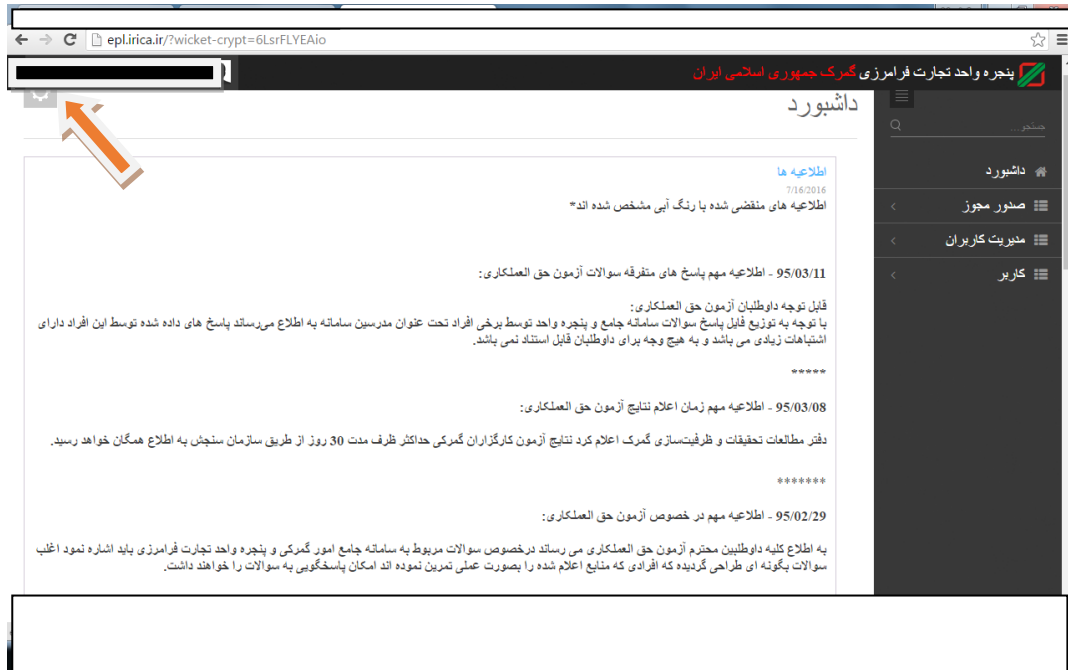 epl.irica.ir/?wicket-crypt=6LsrFLYEAio
پنجره واحد تجارت فرامرزی گمرک جمهوری اسلامی ایران
جستجو...
داشبورد
صدور مجوز
مدیریت کاربران
کاربر
داشبورد
اطلاعیه ها
7/16/2016
اطلاعیه های منقضی شده با رنگ آبی مشخص شده اند*
95/03/11 - اطلاعیه مهم پاسخ های متفرقه سوالات آزمون حق العملکاری:
قابل توجه داوطلبان آزمون حق العملکاری:
با توجه به توزیع فایل پاسخ سوالات سامانه جامع و پنجره واحد توسط برخی افراد تحت عنوان مدرسین سامانه به اطلاع می‌رساند پاسخ های داده شده توسط این افراد دارای
اشتباهات زیادی می باشد و به هیچ وجه برای داوطلبان قابل استناد نمی باشد.
*****
95/03/08 - اطلاعیه مهم زمان اعلام نتایج آزمون حق العملکاری:
دفتر مطالعات تحقیقات و ظرفیت‌سازی گمرک اعلام کرد نتایج آزمون کارگزاران گمرکی حداکثر ظرف مدت 30 روز از طریق سازمان سنجش به اطلاع همگان خواهد رسید.
*******
95/02/29 - اطلاعیه مهم در خصوص آزمون حق العملکاری:
به اطلاع کلیه داوطلبین محترم آزمون حق العملکاری می رساند درخصوص سوالات مربوط به سامانه جامع امور گمرکی و پنجره واحد تجارت فرامرزی باید اشاره نمود اغلب
سوالات بگونه ای طراحی گردیده که افرادی که منابع اعلام شده را بصورت عملی تمرین نموده اند امکان پاسخگویی به سوالات را خواهند داشت.